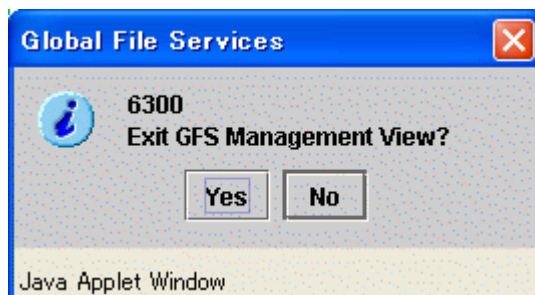 Global File Services
6300
Exit GFS Management View?
Yes No
Java Applet Window